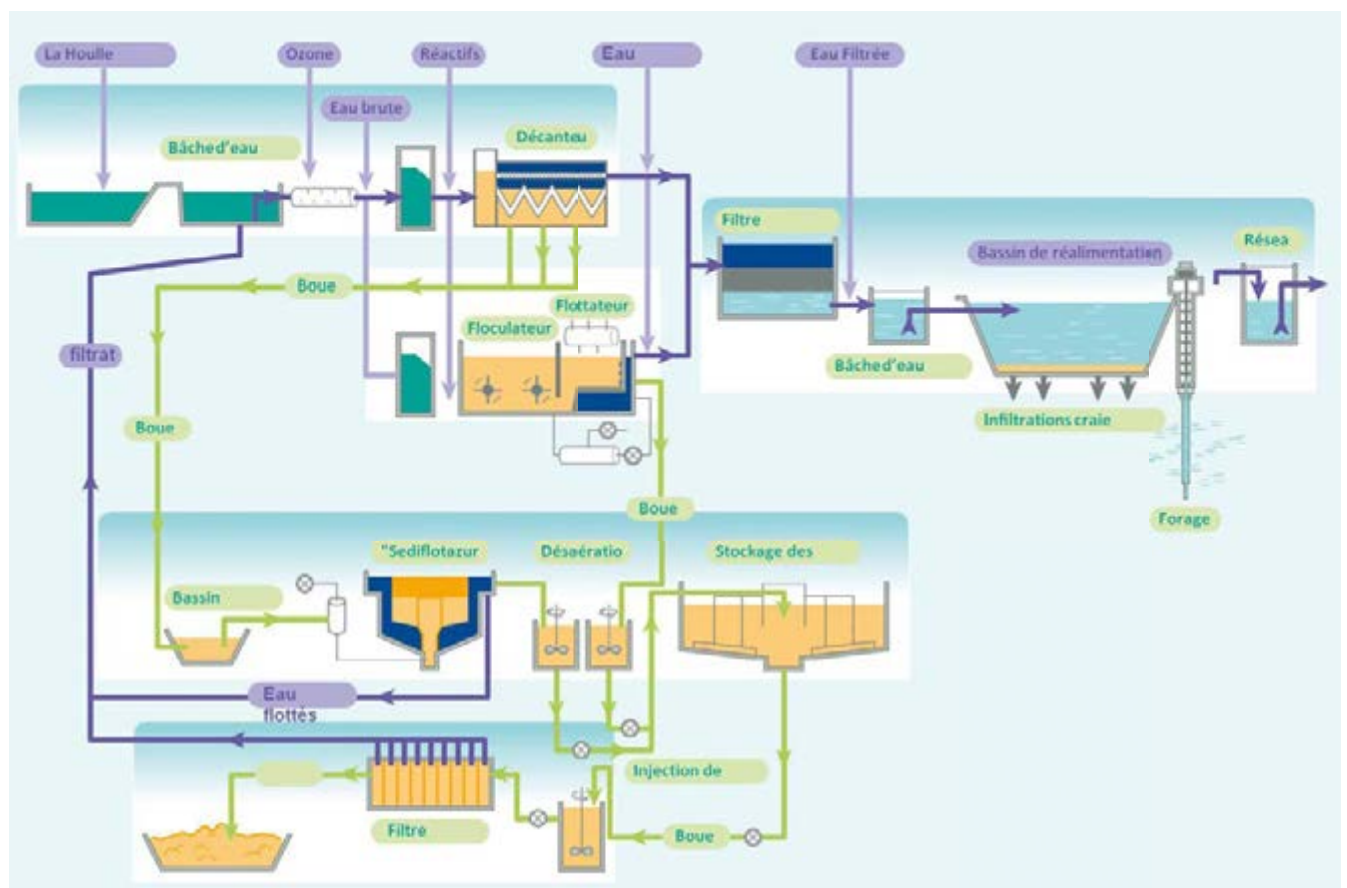 La Houlle
Ozone
Réactifs
Eau
Eau Filtrée
Eau brute
Bâched'eau
Décanteu
Filtre
Bassin de réalimentation
Résea
Boue
Flottateur
Floculateur
filtrat
Bâched'eau
Infiltrations craie
Boue
Boue
Forage
"Sediflotazur
Désaératio
Stockage des
Bassin
Eau
flottés
Injection de
Filtre
Boue